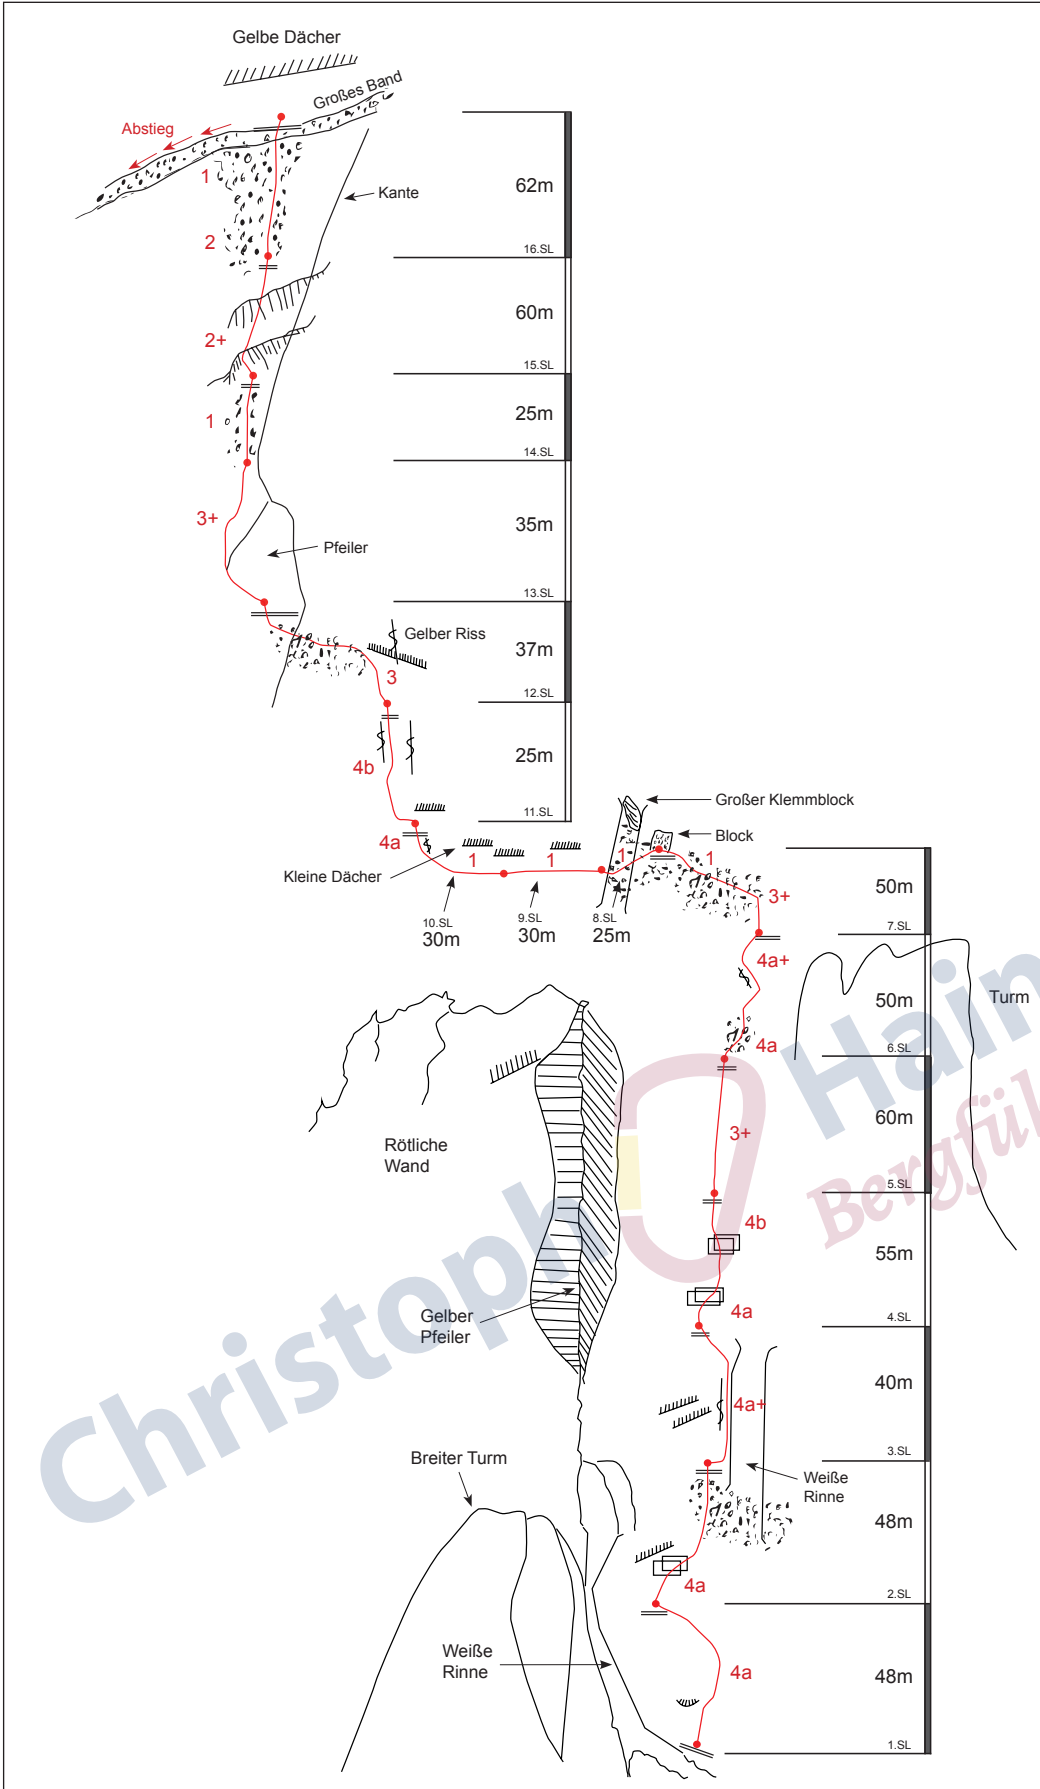 Gelbe Dächer
Großes Band
Abstieg
1
Kante
62m
2
16.SL
60m
2+
15.SL
1
25m
14.SL
3+
35m
Pfeiler
13.SL
Gelber Riss
37m
3
12.SL
25m
4b
Großer Klemmblock
11.SL
4a
Block
1
1
1
1
Kleine Dächer
50m
3+
10.SL
30m
9.SL
30m
8.SL
25m
7.SL
4a+
50m
Turm
4a
6.SL
60m
3+
Rötliche
Wand
5.SL
4b
55m
4a
Gelber
Pfeiler
4.SL
40m
4a+
3.SL
Breiter Turm
Weiße
Rinne
48m
4a
2.SL
Weiße
Rinne
4a
48m
1.SL
Christoph Hain
Bergfüh